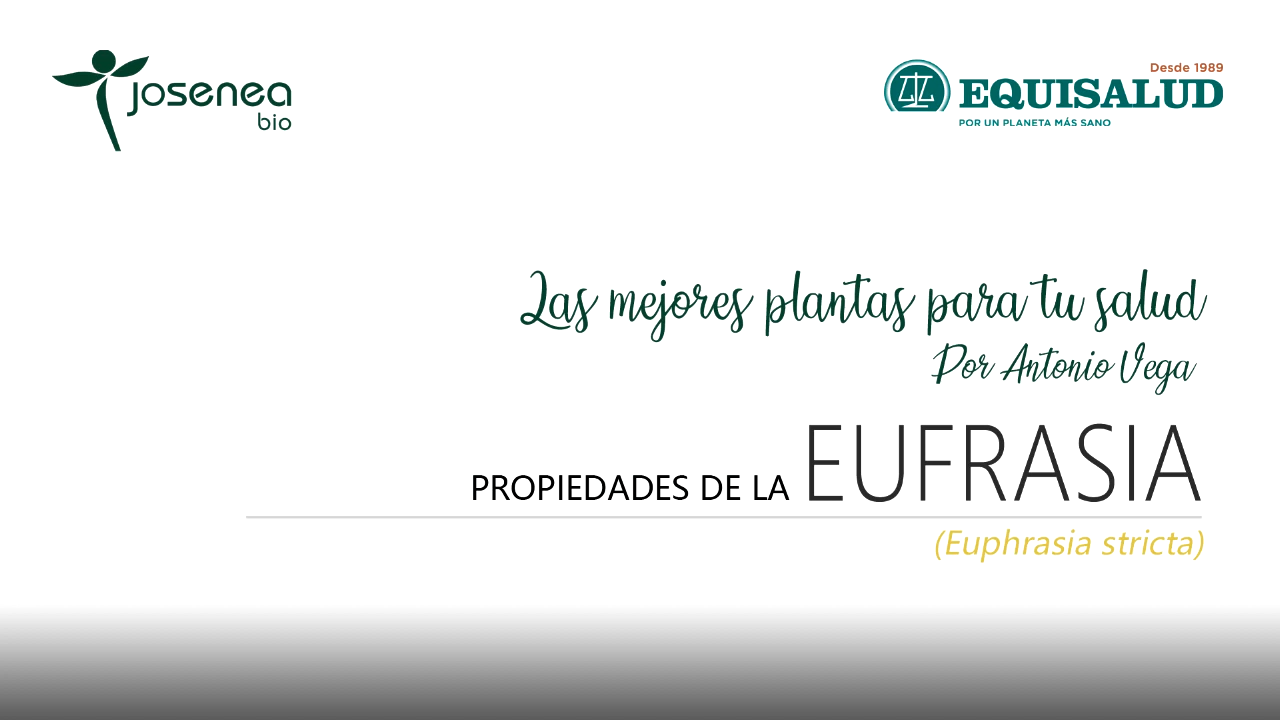 josenea
bio
Desde 1989
EQUISALUD
POR UN PLANETA MÁS SANO
Las mejores plantas para tu salud
Por Antonio Vega
PROPIEDADES DE LA EUFRASIA
(Euphrasia stricta)